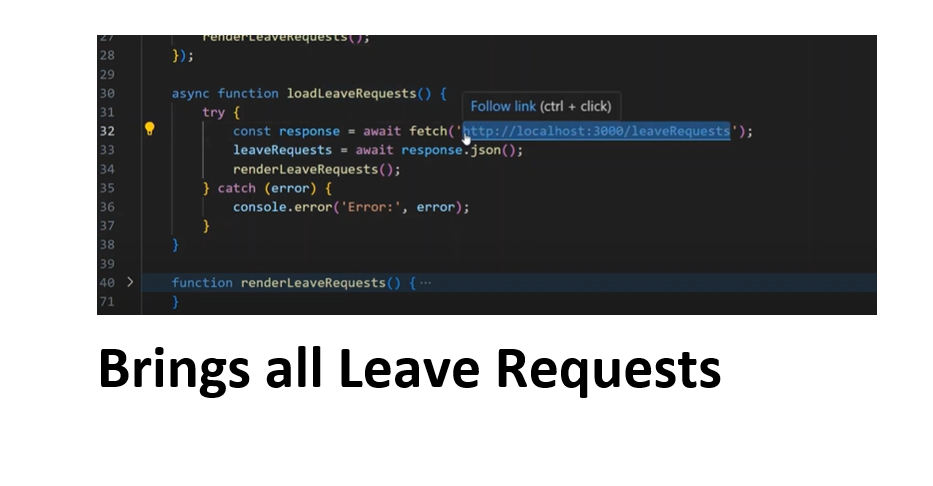 27 renderLeaveRequests();
28 });
29
30 async function loadLeaveRequests() {
Follow link (ctrl + click)
31 try {
32 const response = await fetch('http://localhost:3000/leaveRequests');
33 leaveRequests = await response.json();
34 renderLeaveRequests();
35 } catch (error) {
36 console.error('Error:', error);
37 }
38 }
39
40 function renderLeaveRequests() { ···
71 }
Brings all Leave Requests